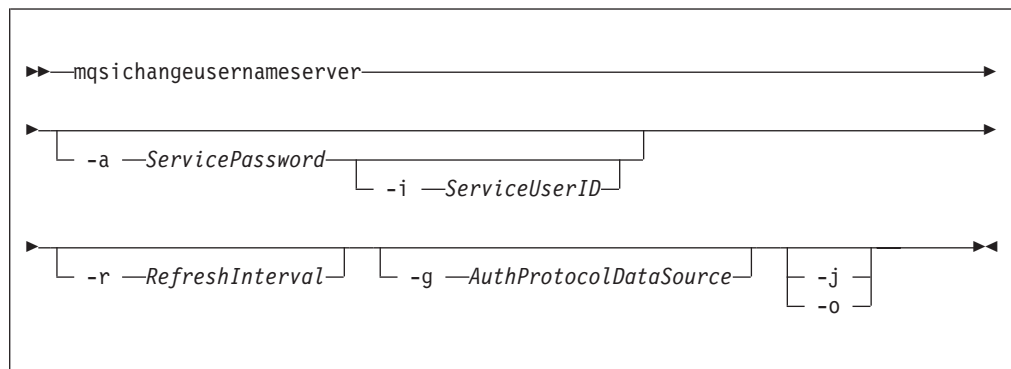 mqsichangeusernameserver
-a ServicePassword
-i ServiceUserID
-r RefreshInterval -g AuthProtocolDataSource -j
-o